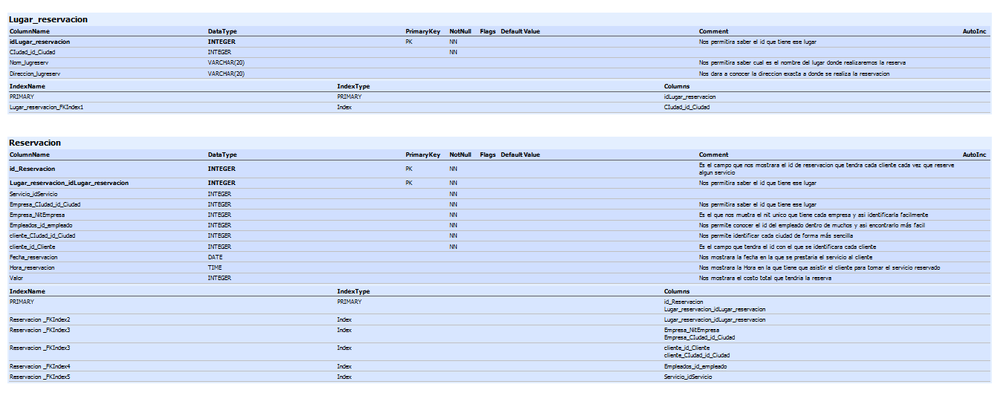 Lugar_reservacion
ColumnName DataType PrimaryKey NotNull Flags Default Value Comment AutoInc
idLugar_reservacion INTEGER PK NN Nos permitira saber el id que tiene ese lugar
CIudad_id_Ciudad INTEGER NN
Nom_lugreserv VARCHAR(20) Nos permitira saber cual es el nombre del lugar donde realizaremos la reserva
Direccion_lugreserv VARCHAR(20) Nos dara a conocer la direccion exacta a donde se realiza la reservacion
IndexName IndexType Columns
PRIMARY PRIMARY idLugar_reservacion
Lugar_reservacion_FKIndex1 Index CIudad_id_Ciudad
Reservacion
ColumnName DataType PrimaryKey NotNull Flags Default Value Comment AutoInc
id_Reservacion INTEGER PK NN Es el campo que nos mostrara el id de reservacion que tendra cada cliente cada vez que reserve
algun servicio
Lugar_reservacion_idLugar_reservacion INTEGER PK NN Nos permitira saber el id que tiene ese lugar
Servicio_idServicio INTEGER NN
Empresa_CIudad_id_Ciudad INTEGER NN Nos permitira saber el id que tiene ese lugar
Empresa_NitEmpresa INTEGER NN Es el que nos muetra el nit unico que tiene cada empresa y asi identificarla facilmente
Empleados_id_empleado INTEGER NN Nos permite conocer el id del empleado dentro de muchos y asi encontrarlo más facil
cliente_CIudad_id_Ciudad INTEGER NN Nos permite identificar cada ciudad de forma más sencilla
cliente_id_Cliente INTEGER NN Es el campo que tendra el id con el que se identificara cada cliente
Fecha_reservacion DATE Nos mostrara la fecha en la que se prestaria el servicio al cliente
Hora_reservacion TIME Nos mostrara la Hora en la que tiene que asistir el cliente para tomar el servicio reservado
Valor INTEGER Nos mostrara el costo total que tendria la reserva
IndexName IndexType Columns
PRIMARY PRIMARY id_Reservacion
Lugar_reservacion_idLugar_reservacion
Reservacion _FKIndex2 Index Lugar_reservacion_idLugar_reservacion
Reservacion _FKIndex3 Index Empresa_NitEmpresa
Empresa_CIudad_id_Ciudad
Reservacion _FKIndex3 Index cliente_id_Cliente
cliente_CIudad_id_Ciudad
Reservacion _FKIndex4 Index Empleados_id_empleado
Reservacion _FKIndex5 Index Servicio_idServicio